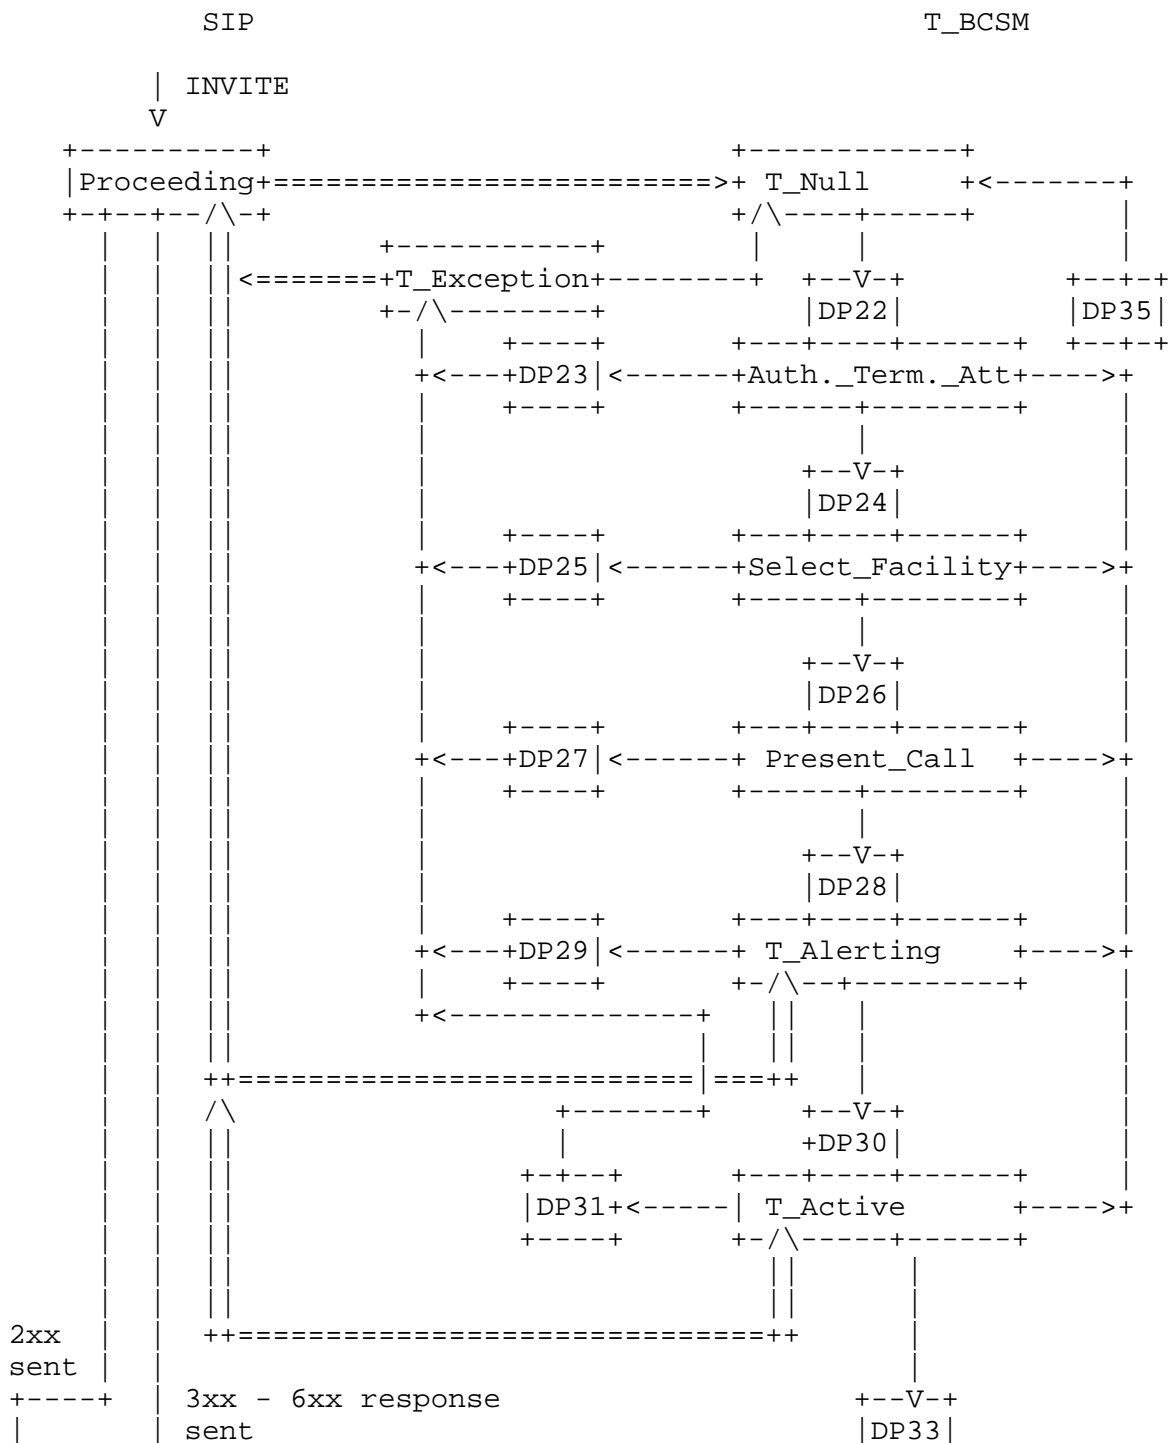 SIP T_BCSM
| INVITE
V
+----------+ +------------+
|Proceeding+=========================>+ T_Null +<-------+
+-+--+--/\-+ +/\----+-----+ |
| | || +-----------+ | | |
| | ||<=======+T_Exception+--------+ +--V-+ +--+-+
| | || +-/\--------+ |DP22| |DP35|
| | || | +----+ +---+----+------+ +--+-+
| | || +<---+DP23|<------+Auth._Term._Att+---->+
| | || | +----+ +------+--------+ |
| | || | | |
| | || | +--V-+ |
| | || | |DP24| |
| | || | +----+ +---+----+------+ |
| | || +<---+DP25|<------+Select_Facility+---->+
| | || | +----+ +------+--------+ |
| | || | | |
| | || | +--V-+ |
| | || | |DP26| |
| | || | +----+ +---+----+------+ |
| | || +<---+DP27|<------+ Present_Call +---->+
| | || | +----+ +------+--------+ |
| | || | | |
| | || | +--V-+ |
| | || | |DP28| |
| | || | +----+ +---+----+------+ |
| | || +<---+DP29|<------+ T_Alerting +---->+
| | || | +----+ +-/\--+---------+ |
| | || +<--------------+ || | |
| | || | || | |
| | ++==========================|===++ | |
| | /\ +-------+ +--V-+ |
| | || | +DP30| |
| | || +-+--+ +---+----+------+ |
| | || |DP31+<-----| T_Active +---->+
| | || +----+ +-/\-----+------+
| | || || |
| | || || |
2xx | | ++==============================++ |
sent | | |
+----+ | 3xx - 6xx response +--V-+
| | sent |DP33|